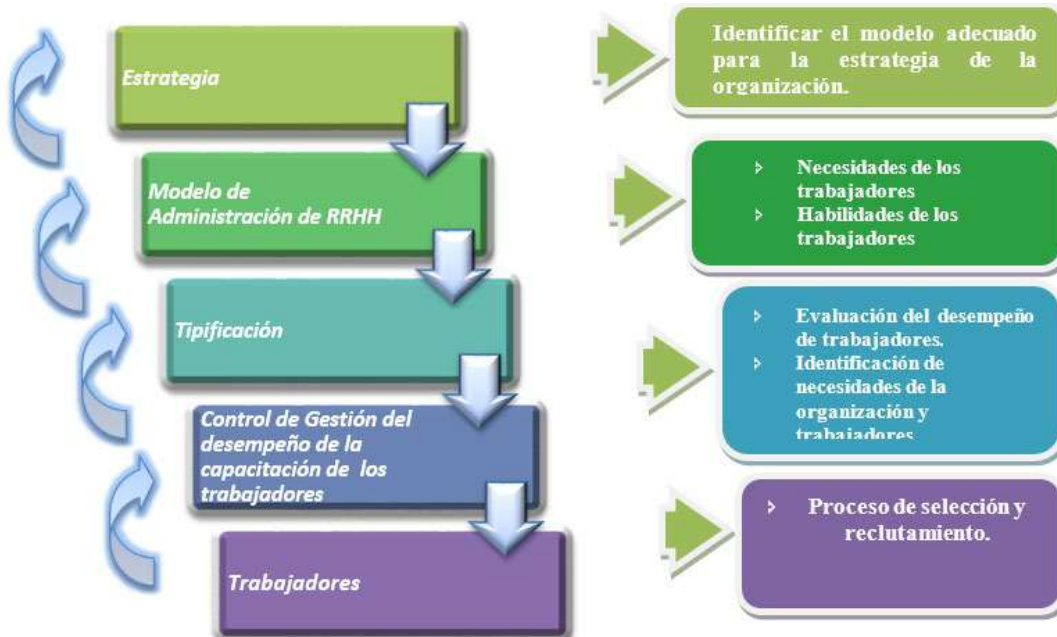 Estrategia
Modelo de
Administración de RRHH
Tipificación
Control de Gestión del
desempeño de la
capacitación de los
trabajadores
Trabajadores
Identificar el modelo adecuado
para la estrategia de la
organización.
Necesidades de los
trabajadores
Habilidades de los
trabajadores
Evaluación del desempeño
de trabajadores.
Identificación de
necesidades de la
organización y
trabajadores
Proceso de selección y
reclutamiento.